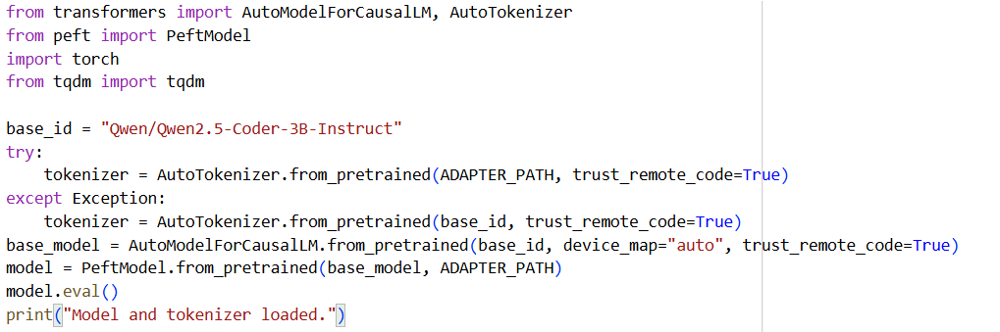 from transformers import AutoModelForCausalLM, AutoTokenizer
from peft import PeftModel
import torch
from tqdm import tqdm

base_id = "Qwen/Qwen2.5-Coder-3B-Instruct"
try:
    tokenizer = AutoTokenizer.from_pretrained(ADAPTER_PATH, trust_remote_code=True)
except Exception:
    tokenizer = AutoTokenizer.from_pretrained(base_id, trust_remote_code=True)
base_model = AutoModelForCausalLM.from_pretrained(base_id, device_map="auto", trust_remote_code=True)
model = PeftModel.from_pretrained(base_model, ADAPTER_PATH)
model.eval()
print("Model and tokenizer loaded.")